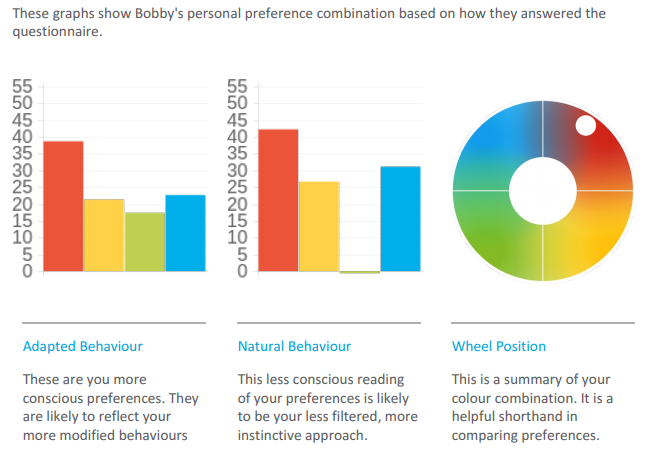 These graphs show Bobby's personal preference combination based on how they answered the
questionnaire.
55
50
45
40
35
30
25
20
15
10
5
0
55
50
45
40
35
30
25
20
15
10
5
0
Adapted Behaviour
These are you more
conscious preferences. They
are likely to reflect your
more modified behaviours
Natural Behaviour
This less conscious reading
of your preferences is likely
to be your less filtered, more
instinctive approach.
Wheel Position
This is a summary of your
colour combination. It is a
helpful shorthand in
comparing preferences.